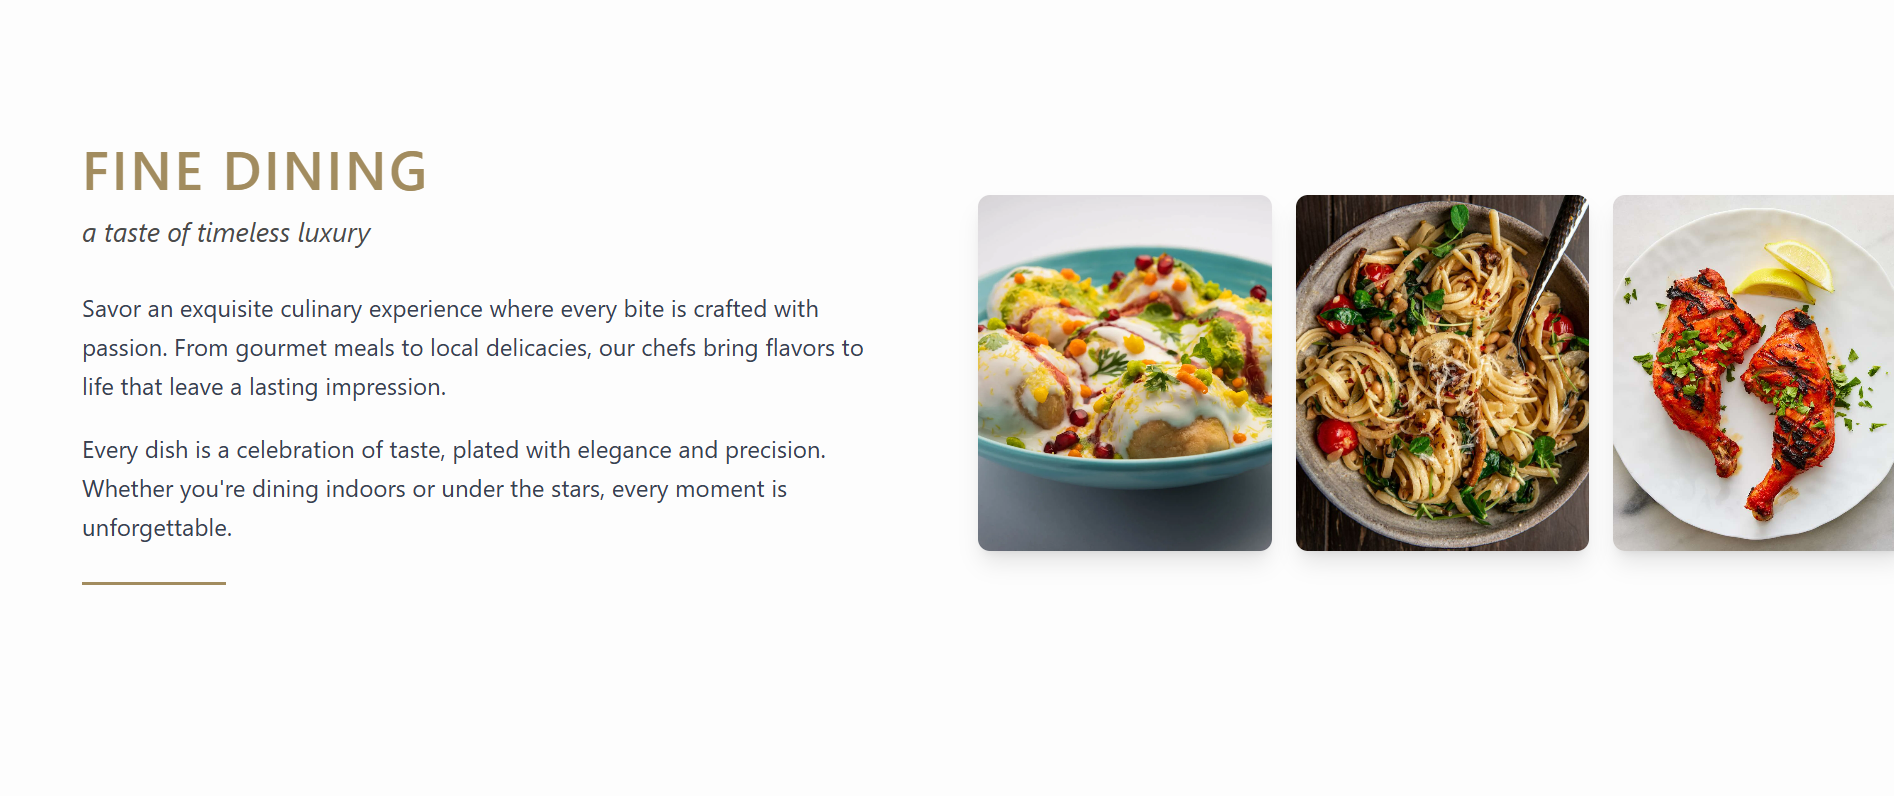 FINE DINING
a taste of timeless luxury
Savor an exquisite culinary experience where every bite is crafted with
passion. From gourmet meals to local delicacies, our chefs bring flavors to
life that leave a lasting impression.
Every dish is a celebration of taste, plated with elegance and precision.
Whether you're dining indoors or under the stars, every moment is
unforgettable.